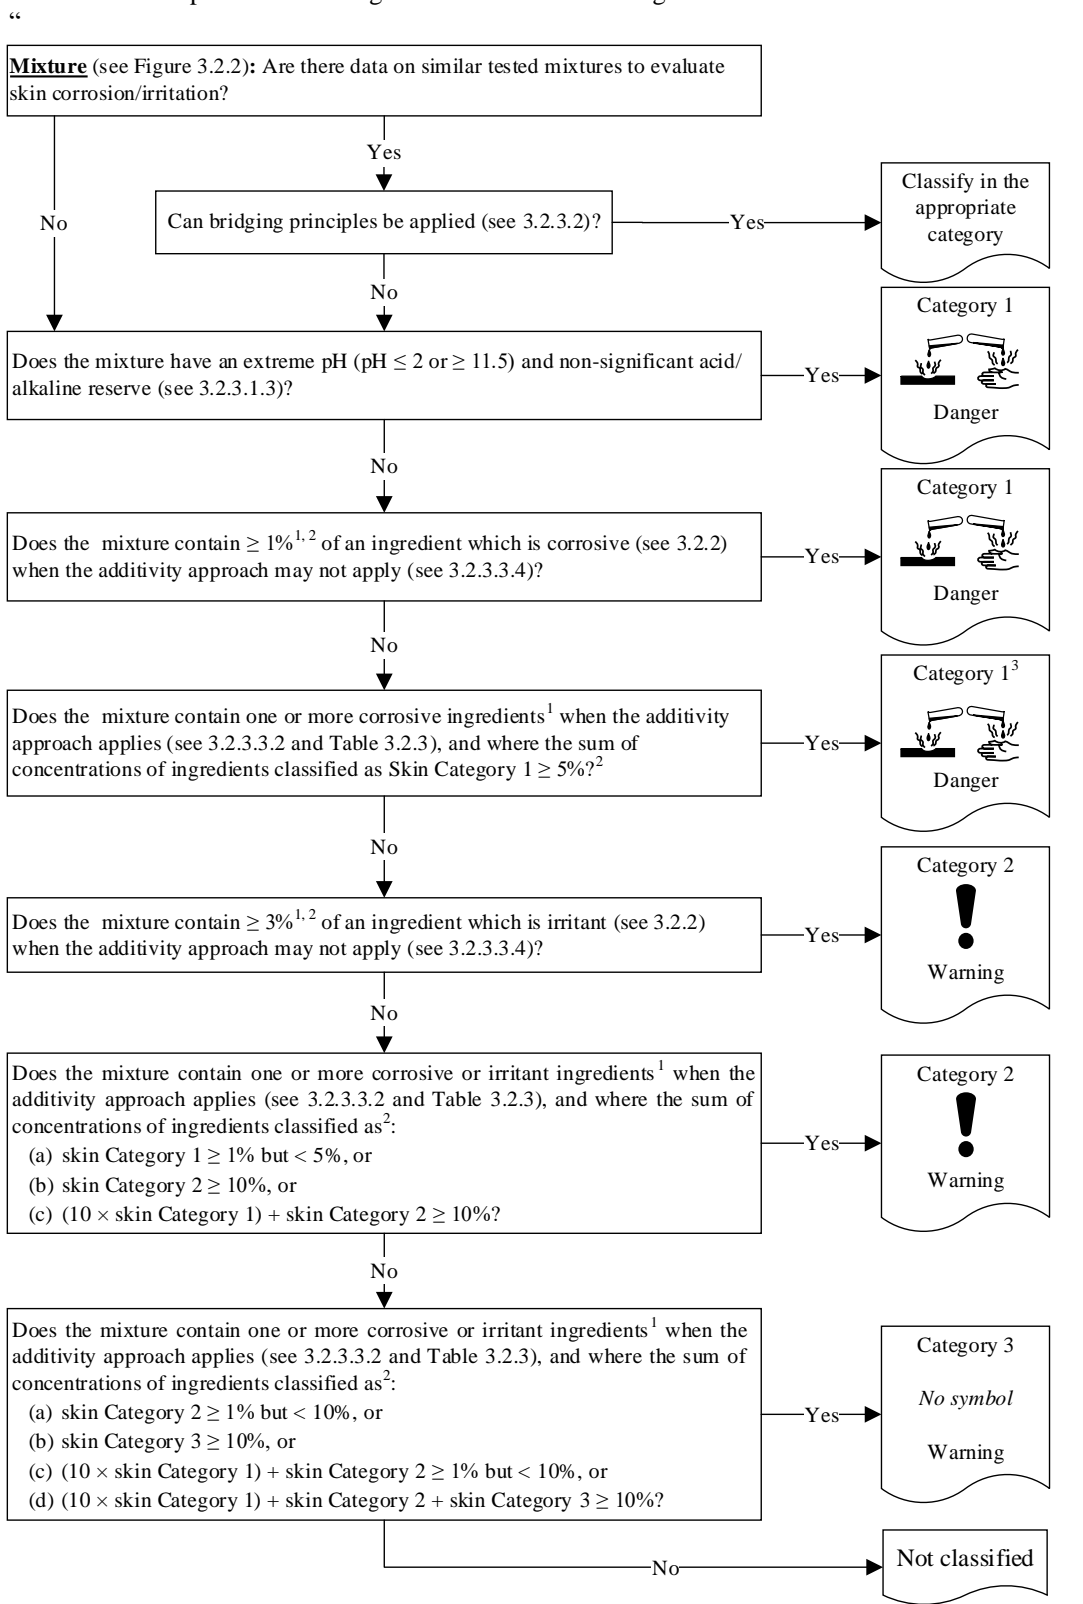 “
Mixture (see Figure 3.2.2): Are there data on similar tested mixtures to evaluate
skin corrosion/irritation?
Yes
No
Can bridging principles be applied (see 3.2.3.2)?
Yes
Classify in the
appropriate
category
No
Does the mixture have an extreme pH (pH ≤ 2 or ≥ 11.5) and non-significant acid/
alkaline reserve (see 3.2.3.1.3)?
Yes
Category 1
Danger
No
Does the mixture contain ≥ 1%1, 2 of an ingredient which is corrosive (see 3.2.2)
when the additivity approach may not apply (see 3.2.3.3.4)?
Yes
Category 1
Danger
No
Does the mixture contain one or more corrosive ingredients1 when the additivity
approach applies (see 3.2.3.3.2 and Table 3.2.3), and where the sum of
concentrations of ingredients classified as Skin Category 1 ≥ 5%?2
Yes
Category 13
Danger
No
Does the mixture contain ≥ 3%1, 2 of an ingredient which is irritant (see 3.2.2)
when the additivity approach may not apply (see 3.2.3.3.4)?
Yes
Category 2
Warning
No
Does the mixture contain one or more corrosive or irritant ingredients1 when the
additivity approach applies (see 3.2.3.3.2 and Table 3.2.3), and where the sum of
concentrations of ingredients classified as2:
(a) skin Category 1 ≥ 1% but < 5%, or
(b) skin Category 2 ≥ 10%, or
(c) (10 × skin Category 1) + skin Category 2 ≥ 10%?
Yes
Category 2
Warning
No
Does the mixture contain one or more corrosive or irritant ingredients1 when the
additivity approach applies (see 3.2.3.3.2 and Table 3.2.3), and where the sum of
concentrations of ingredients classified as2:
(a) skin Category 2 ≥ 1% but < 10%, or
(b) skin Category 3 ≥ 10%, or
(c) (10 × skin Category 1) + skin Category 2 ≥ 1% but < 10%, or
(d) (10 × skin Category 1) + skin Category 2 + skin Category 3 ≥ 10%?
Yes
Category 3
No symbol
Warning
No
Not classified